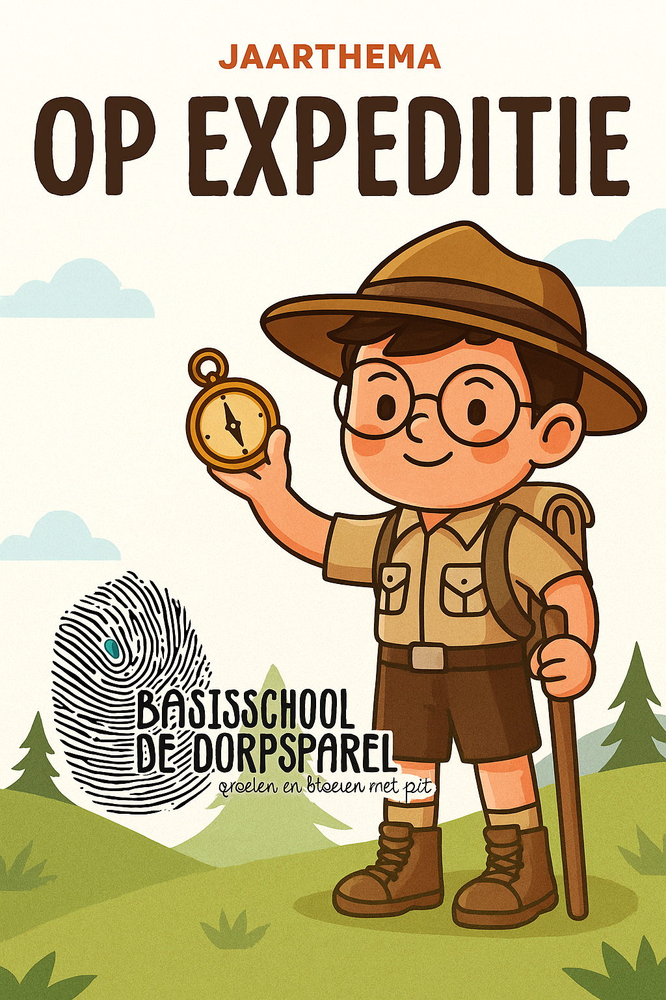 JAARTHEMA
OP EXPEDITIE
BASISSCHOOL
DE DORPSPAREL
groeien en bloeien met pit